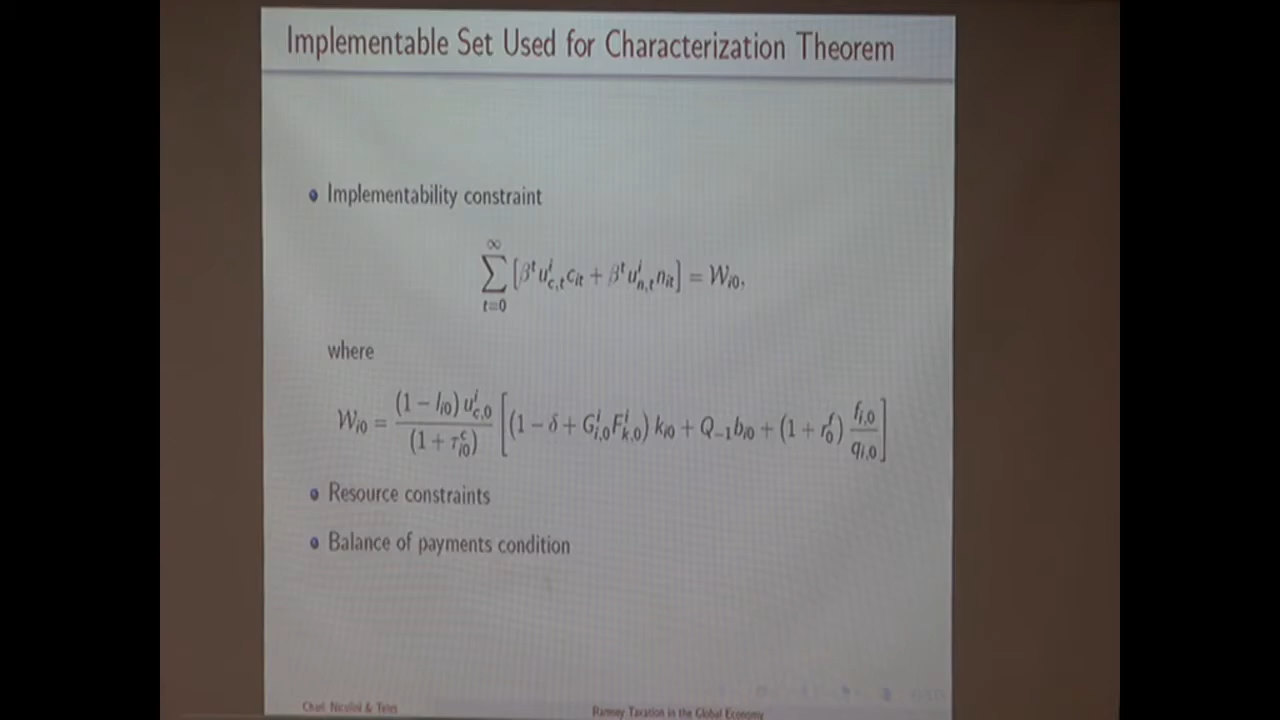 Implementable Set Used for Characterization Theorem
Implementability constraint
∑_{t=0}^{∞} [β^t u^i_{c,t} c_{it} + β^t u^i_{n,t} n_{it}] = 𝒲_{i0},
where
𝒲_{i0} = \frac{(1 − l_{i0}) u^i_{c,0}}{(1 + τ^c_{i0})} [(1 − δ + G^i_{i,0} F^i_{k,0}) k_{i0} + Q_{−1} b_{i0} + (1 + r^f_0) \frac{f_{i,0}}{q_{i,0}}]
Resource constraints
Balance of payments condition
Chari, Nicolini & Teles
Ramsey Taxation in the Global Economy